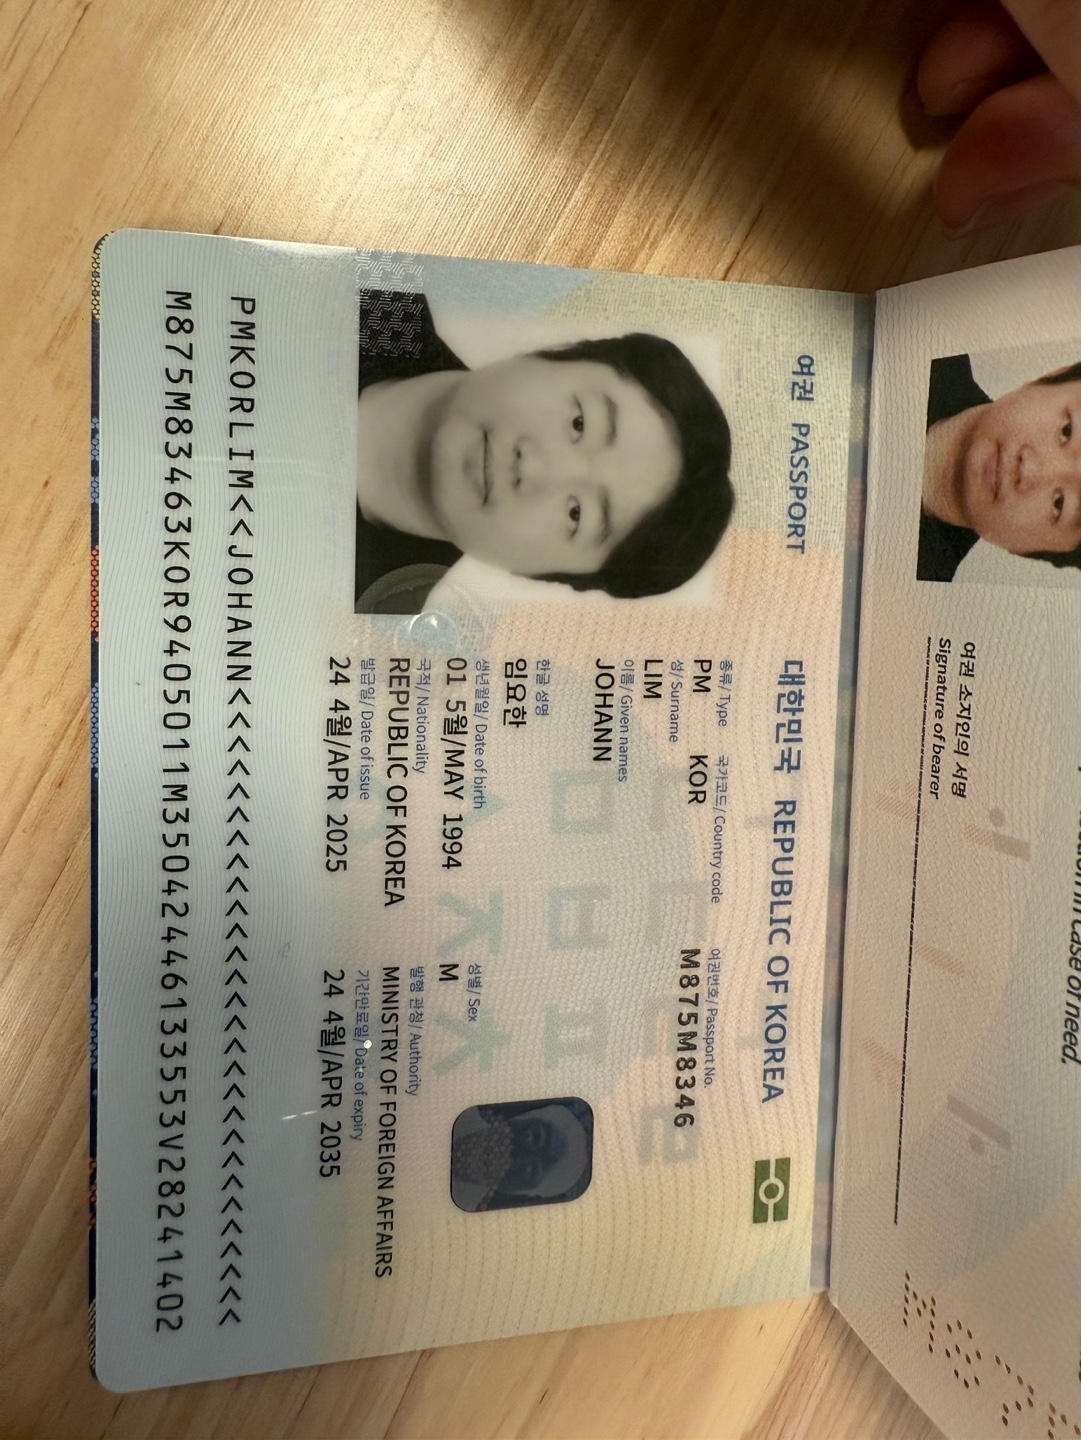 여권 PASSPORT
대한민국 REPUBLIC OF KOREA
종류/ Type 국가코드/ Country code 여권번호/ Passport No.
PM KOR M875M8346
성/ Surname
LIM
이름/ Given names
JOHANN
한글 성명
임요한
생년월일/ Date of birth 성별/ Sex
01 5월/MAY 1994 M
국적/ Nationality 발행 관청/ Authority
REPUBLIC OF KOREA MINISTRY OF FOREIGN AFFAIRS
발급일/ Date of issue 기간만료일/ Date of expiry
24 4월/APR 2025 24 4월/APR 2035
PMKORLIM<<JOHANN<<<<<<<<<<<<<<<<<<<<<<<<<<<<
M875M83463KOR9405011M35042446133553V28241402
여권 소지인의 서명
Signature of bearer
in case of need.